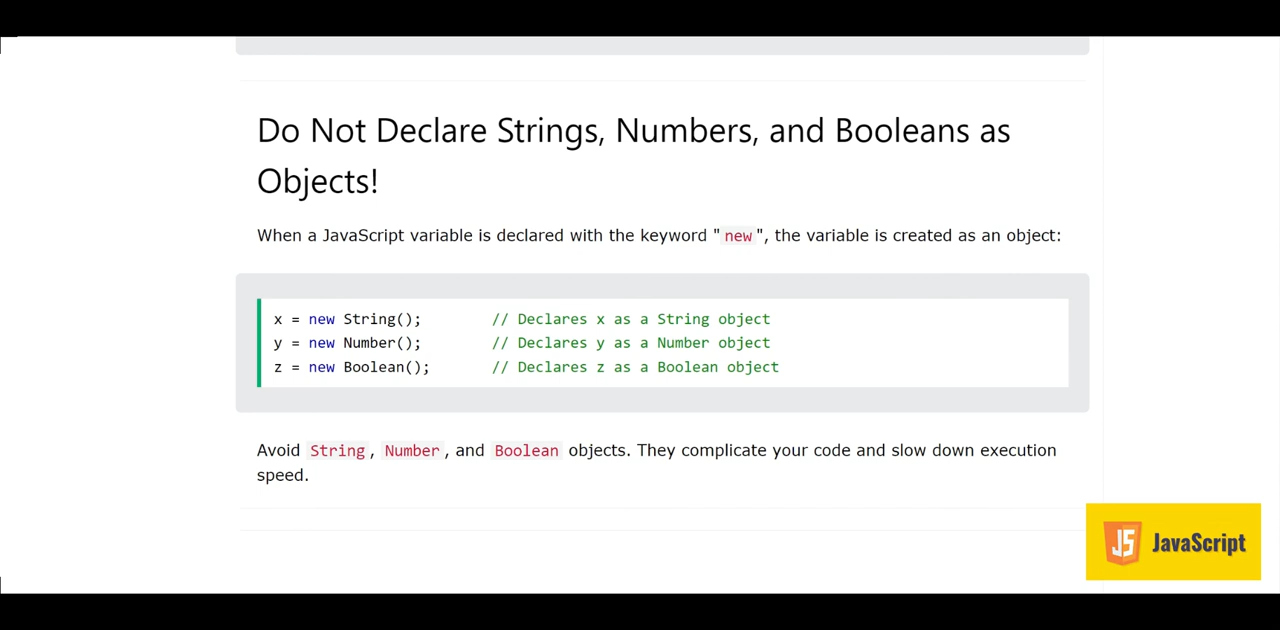 Do Not Declare Strings, Numbers, and Booleans as
Objects!
When a JavaScript variable is declared with the keyword "new", the variable is created as an object:
x = new String();       // Declares x as a String object
y = new Number();       // Declares y as a Number object
z = new Boolean();      // Declares z as a Boolean object
Avoid String, Number, and Boolean objects. They complicate your code and slow down execution
speed.
JS JavaScript